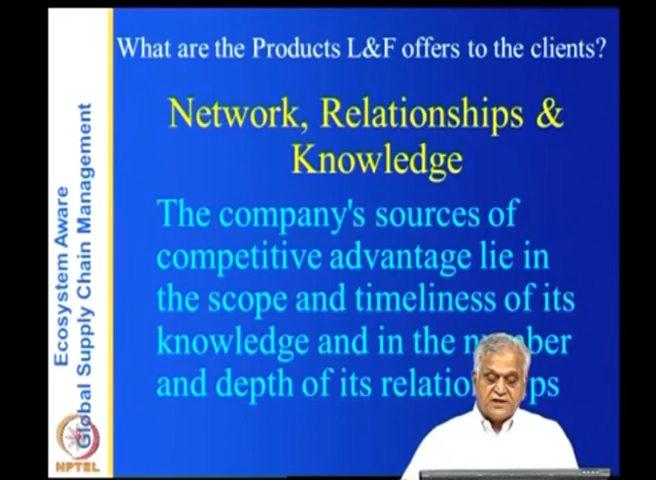 What are the Products L&F offers to the clients?
Network, Relationships &
Knowledge
The company's sources of
competitive advantage lie in
the scope and timeliness of its
knowledge and in the
and depth of its
Ecosystem Aware
Global Supply Chain Management
NPTEL